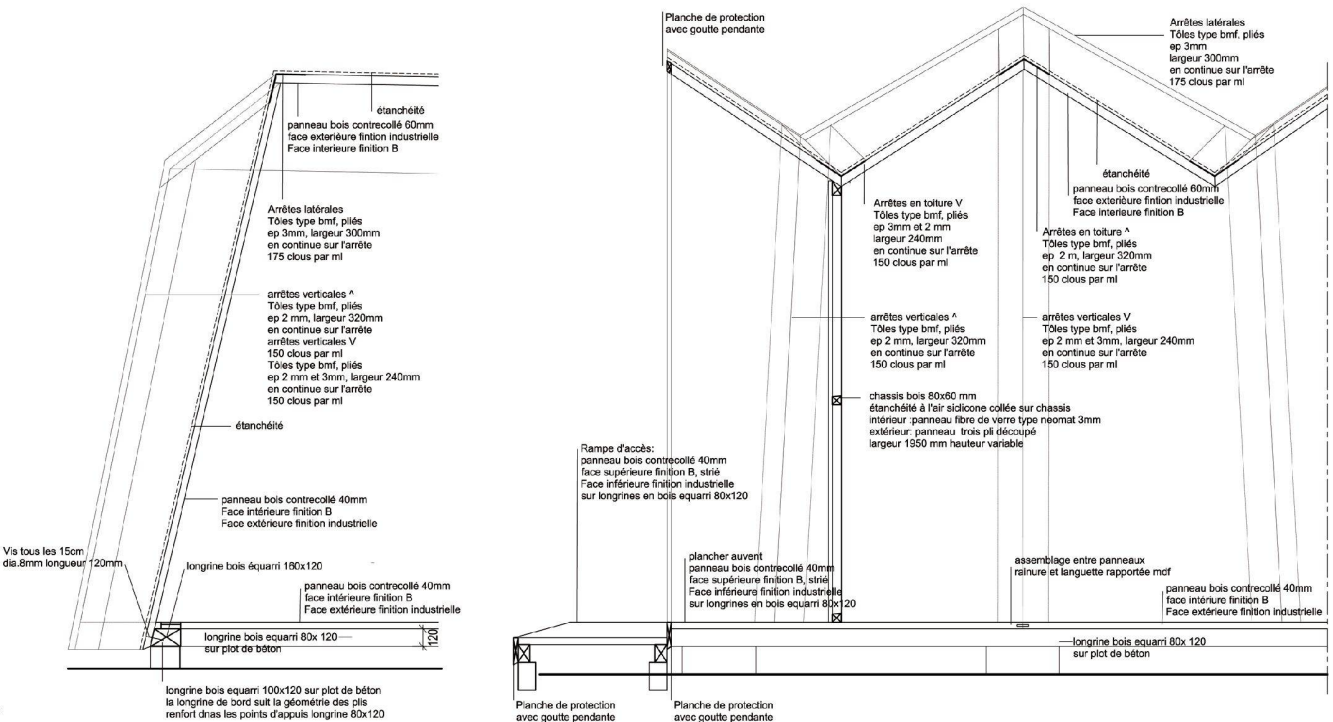 étanchéité
panneau bois contrecollé 60mm
face exterièure fintion industrielle
Face interieure finition B
Arrêtes latérales
Tôles type bmf, pliés
ep 3mm, largeur 300mm
en continue sur l'arrête
175 clous par ml
arrêtes verticales ^
Tôles type bmf, pliés
ep 2 mm, largeur 320mm
en continue sur l'arrête
arrêtes verticales V
150 clous par ml
Tôles type bmf, pliés
ep 2 mm et 3mm, largeur 240mm
en continue sur l'arrête
150 clous par ml
étanchéité
panneau bois contrecollé 40mm
Face intérieure finition B
Face extérieure finition industrielle
Vis tous les 15cm
dia.8mm longueur 120mm
longrine bois équarri 160x120
panneau bois contrecollé 40mm
face intérieure finition B
Face extérieure finition industrielle
longrine bois equarri 80x 120
sur plot de béton
120
longrine bois equarri 100x120 sur plot de béton
la longrine de bord suit la géométrie des plis
renfort dnas les points d'appuis longrine 80x120
Planche de protection
avec goutte pendante
Arrêtes latérales
Tôles type bmf, pliés
ep 3mm
largeur 300mm
en continue sur l'arrête
175 clous par ml
étanchéité
panneau bois contrecollé 60mm
face exterièure fintion industrielle
Face interieure finition B
Arrêtes en toiture V
Tôles type bmf, pliés
ep 3mm et 2 mm
largeur 240mm
en continue sur l'arrête
150 clous par ml
Arrêtes en toiture ^
Tôles type bmf, pliés
ep 2 m, largeur 320mm
en continue sur l'arrête
150 clous par ml
arrêtes verticales ^
Tôles type bmf, pliés
ep 2 mm, largeur 320mm
en continue sur l'arrête
150 clous par ml
arrêtes verticales V
Tôles type bmf, pliés
ep 2 mm et 3mm, largeur 240mm
en continue sur l'arrête
150 clous par ml
chassis bois 80x60 mm
étanchéité à l'air siclicone collée sur chassis
intérieur :panneau fibre de verre type neomat 3mm
extérieur: panneau trois pli découpé
largeur 1950 mm hauteur variable
Rampe d'accès:
panneau bois contrecollé 40mm
face supérieure finition B, strié
Face inférieure finition industrielle
sur longrines en bois equarri 80x120
plancher auvent
panneau bois contrecollé 40mm
face supérieure finition B, strié
Face inférieure finition industrielle
sur longrines en bois equarri 80x120
assemblage entre panneaux
rainure et languette rapportée mdf
panneau bois contrecollé 40mm
face intériure finition B
Face extérieure finition industrielle
longrine bois equarri 80x 120
sur plot de béton
Planche de protection
avec goutte pendante
Planche de protection
avec goutte pendante